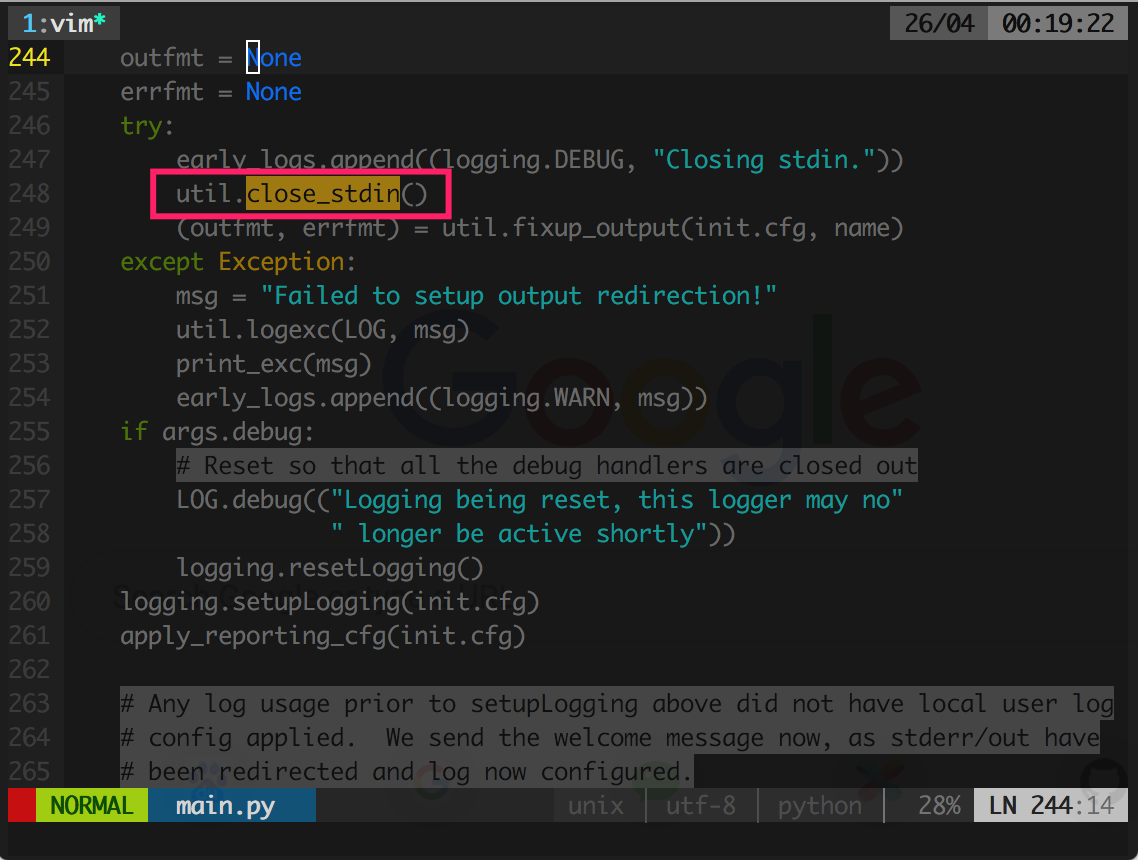 1:vim* 26/04 00:19:22
244 outfmt = None
245 errfmt = None
246 try:
247 early_logs.append((logging.DEBUG, "Closing stdin."))
248 util.close_stdin()
249 (outfmt, errfmt) = util.fixup_output(init.cfg, name)
250 except Exception:
251 msg = "Failed to setup output redirection!"
252 util.logexc(LOG, msg)
253 print_exc(msg)
254 early_logs.append((logging.WARN, msg))
Google
255 if args.debug:
256 # Reset so that all the debug handlers are closed out
257 LOG.debug(("Logging being reset, this logger may no"
258 " longer be active shortly"))
259 logging.resetLogging()
260 logging.setupLogging(init.cfg)
261 apply_reporting_cfg(init.cfg)
262
263 # Any log usage prior to setupLogging above did not have local user log
264 # config applied.  We send the welcome message now, as stderr/out have
265 # been redirected and log now configured.
NORMAL main.py unix utf-8 python 28% LN 244:14